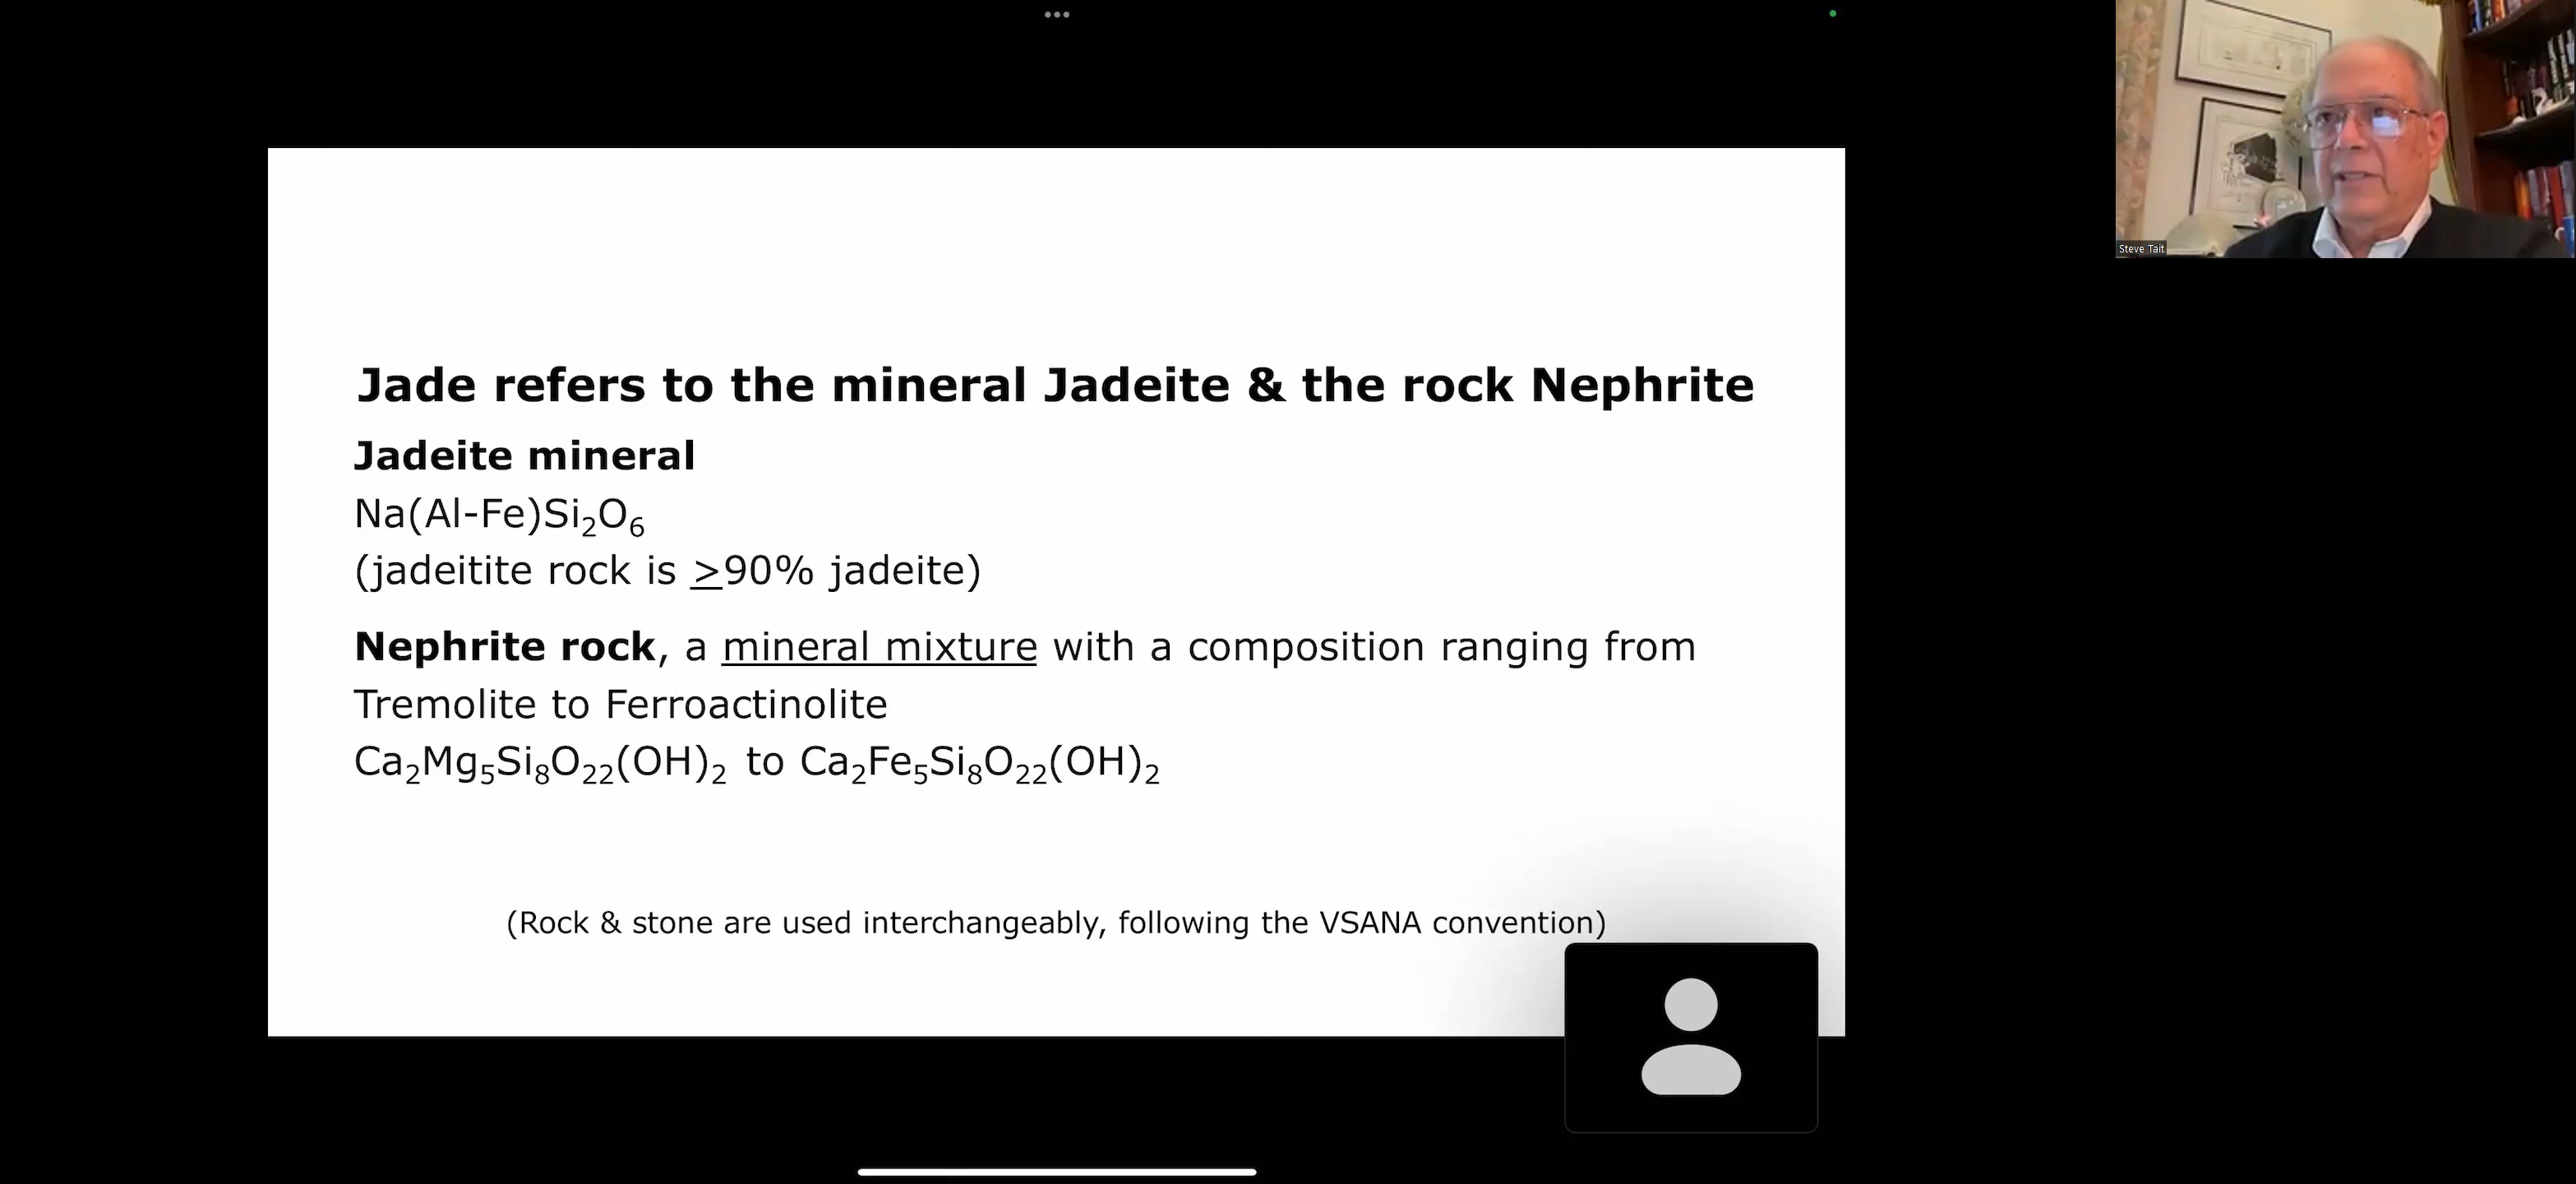 Jade refers to the mineral Jadeite & the rock Nephrite
Jadeite mineral
Na(Al-Fe)Si₂O₆
(jadeitite rock is >90% jadeite)
Nephrite rock, a mineral mixture with a composition ranging from
Tremolite to Ferroactinolite
Ca₂Mg₅Si₈O₂₂(OH)₂ to Ca₂Fe₅Si₈O₂₂(OH)₂
(Rock & stone are used interchangeably, following the VSANA convention)
Steve Tait